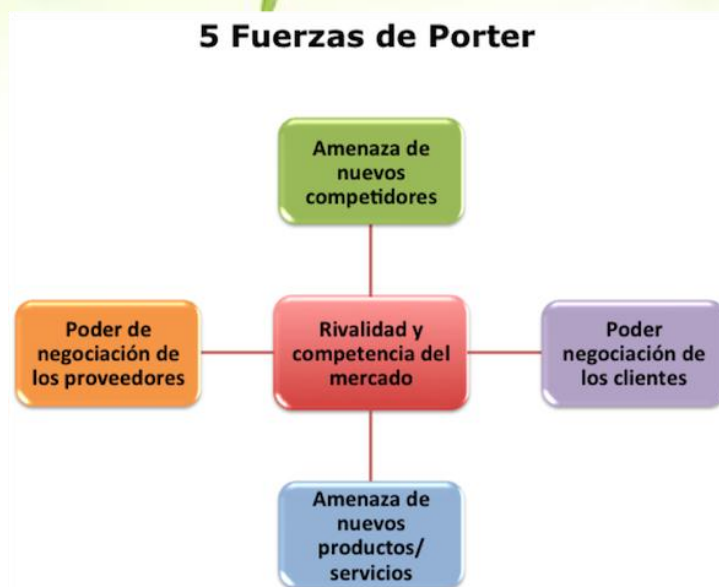 5 Fuerzas de Porter
Amenaza de
nuevos
competidores
Poder de
negociación de
los proveedores
Rivalidad y
competencia del
mercado
Poder
negociación de
los clientes
Amenaza de
nuevos
productos/
servicios